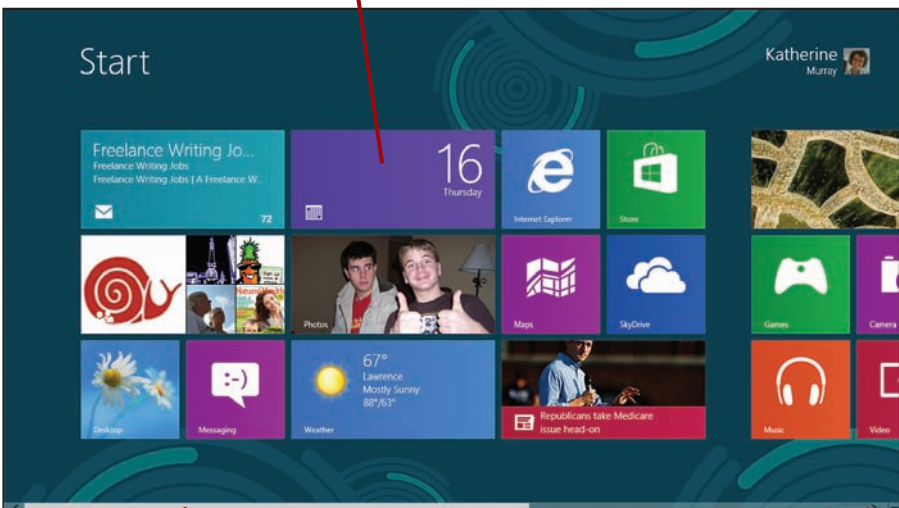 Start
Katherine
Murray
Freelance Writing Jo...
Freelance Writing Jobs
Freelance Writing Jobs | A Freelance W...
72
16
Thursday
Internet Explorer
Store
Photos
Maps
SkyDrive
Games
Camera
Desktop
Messaging
:-)
67°
Lawrence
Mostly Sunny
88°/63°
Weather
Republicans take Medicare
issue head-on
Music
Video